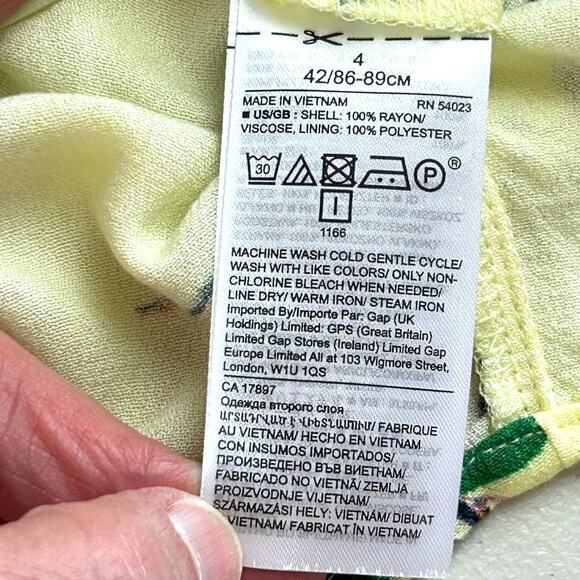 4
42/86-89CM
MADE IN VIETNAM RN 54023
■ US/GB : SHELL: 100% RAYON/
VISCOSE, LINING: 100% POLYESTER
30 P ®
I
1166
MACHINE WASH COLD GENTLE CYCLE/
WASH WITH LIKE COLORS/ ONLY NON-
CHLORINE BLEACH WHEN NEEDED/
LINE DRY/ WARM IRON/ STEAM IRON
Imported By/Importe Par: Gap (UK
Holdings) Limited: GPS (Great Britain)
Limited Gap Stores (Ireland) Limited Gap
Europe Limited All at 103 Wigmore Street,
London, W1U 1QS
CA 17897
Одежда второго слоя
ԱՐՏԱԴՐՎԱԾ Է ՎԻԵՏՆԱՄՈՒՄ/ FABRIQUE
AU VIETNAM/ HECHO EN VIETNAM
CON INSUMOS IMPORTADOS/
ПРОИЗВЕДЕНО ВЪВ ВИЕТНАМ/
FABRICADO NO VIETNÃ/ ZEMLJA
PROIZVODNJE VIJETNAM/
SZÁRMAZÁSI HELY: VIETNÁM/ DIBUAT
VIETNAM/ FABRICAT ÎN VIETNAM/